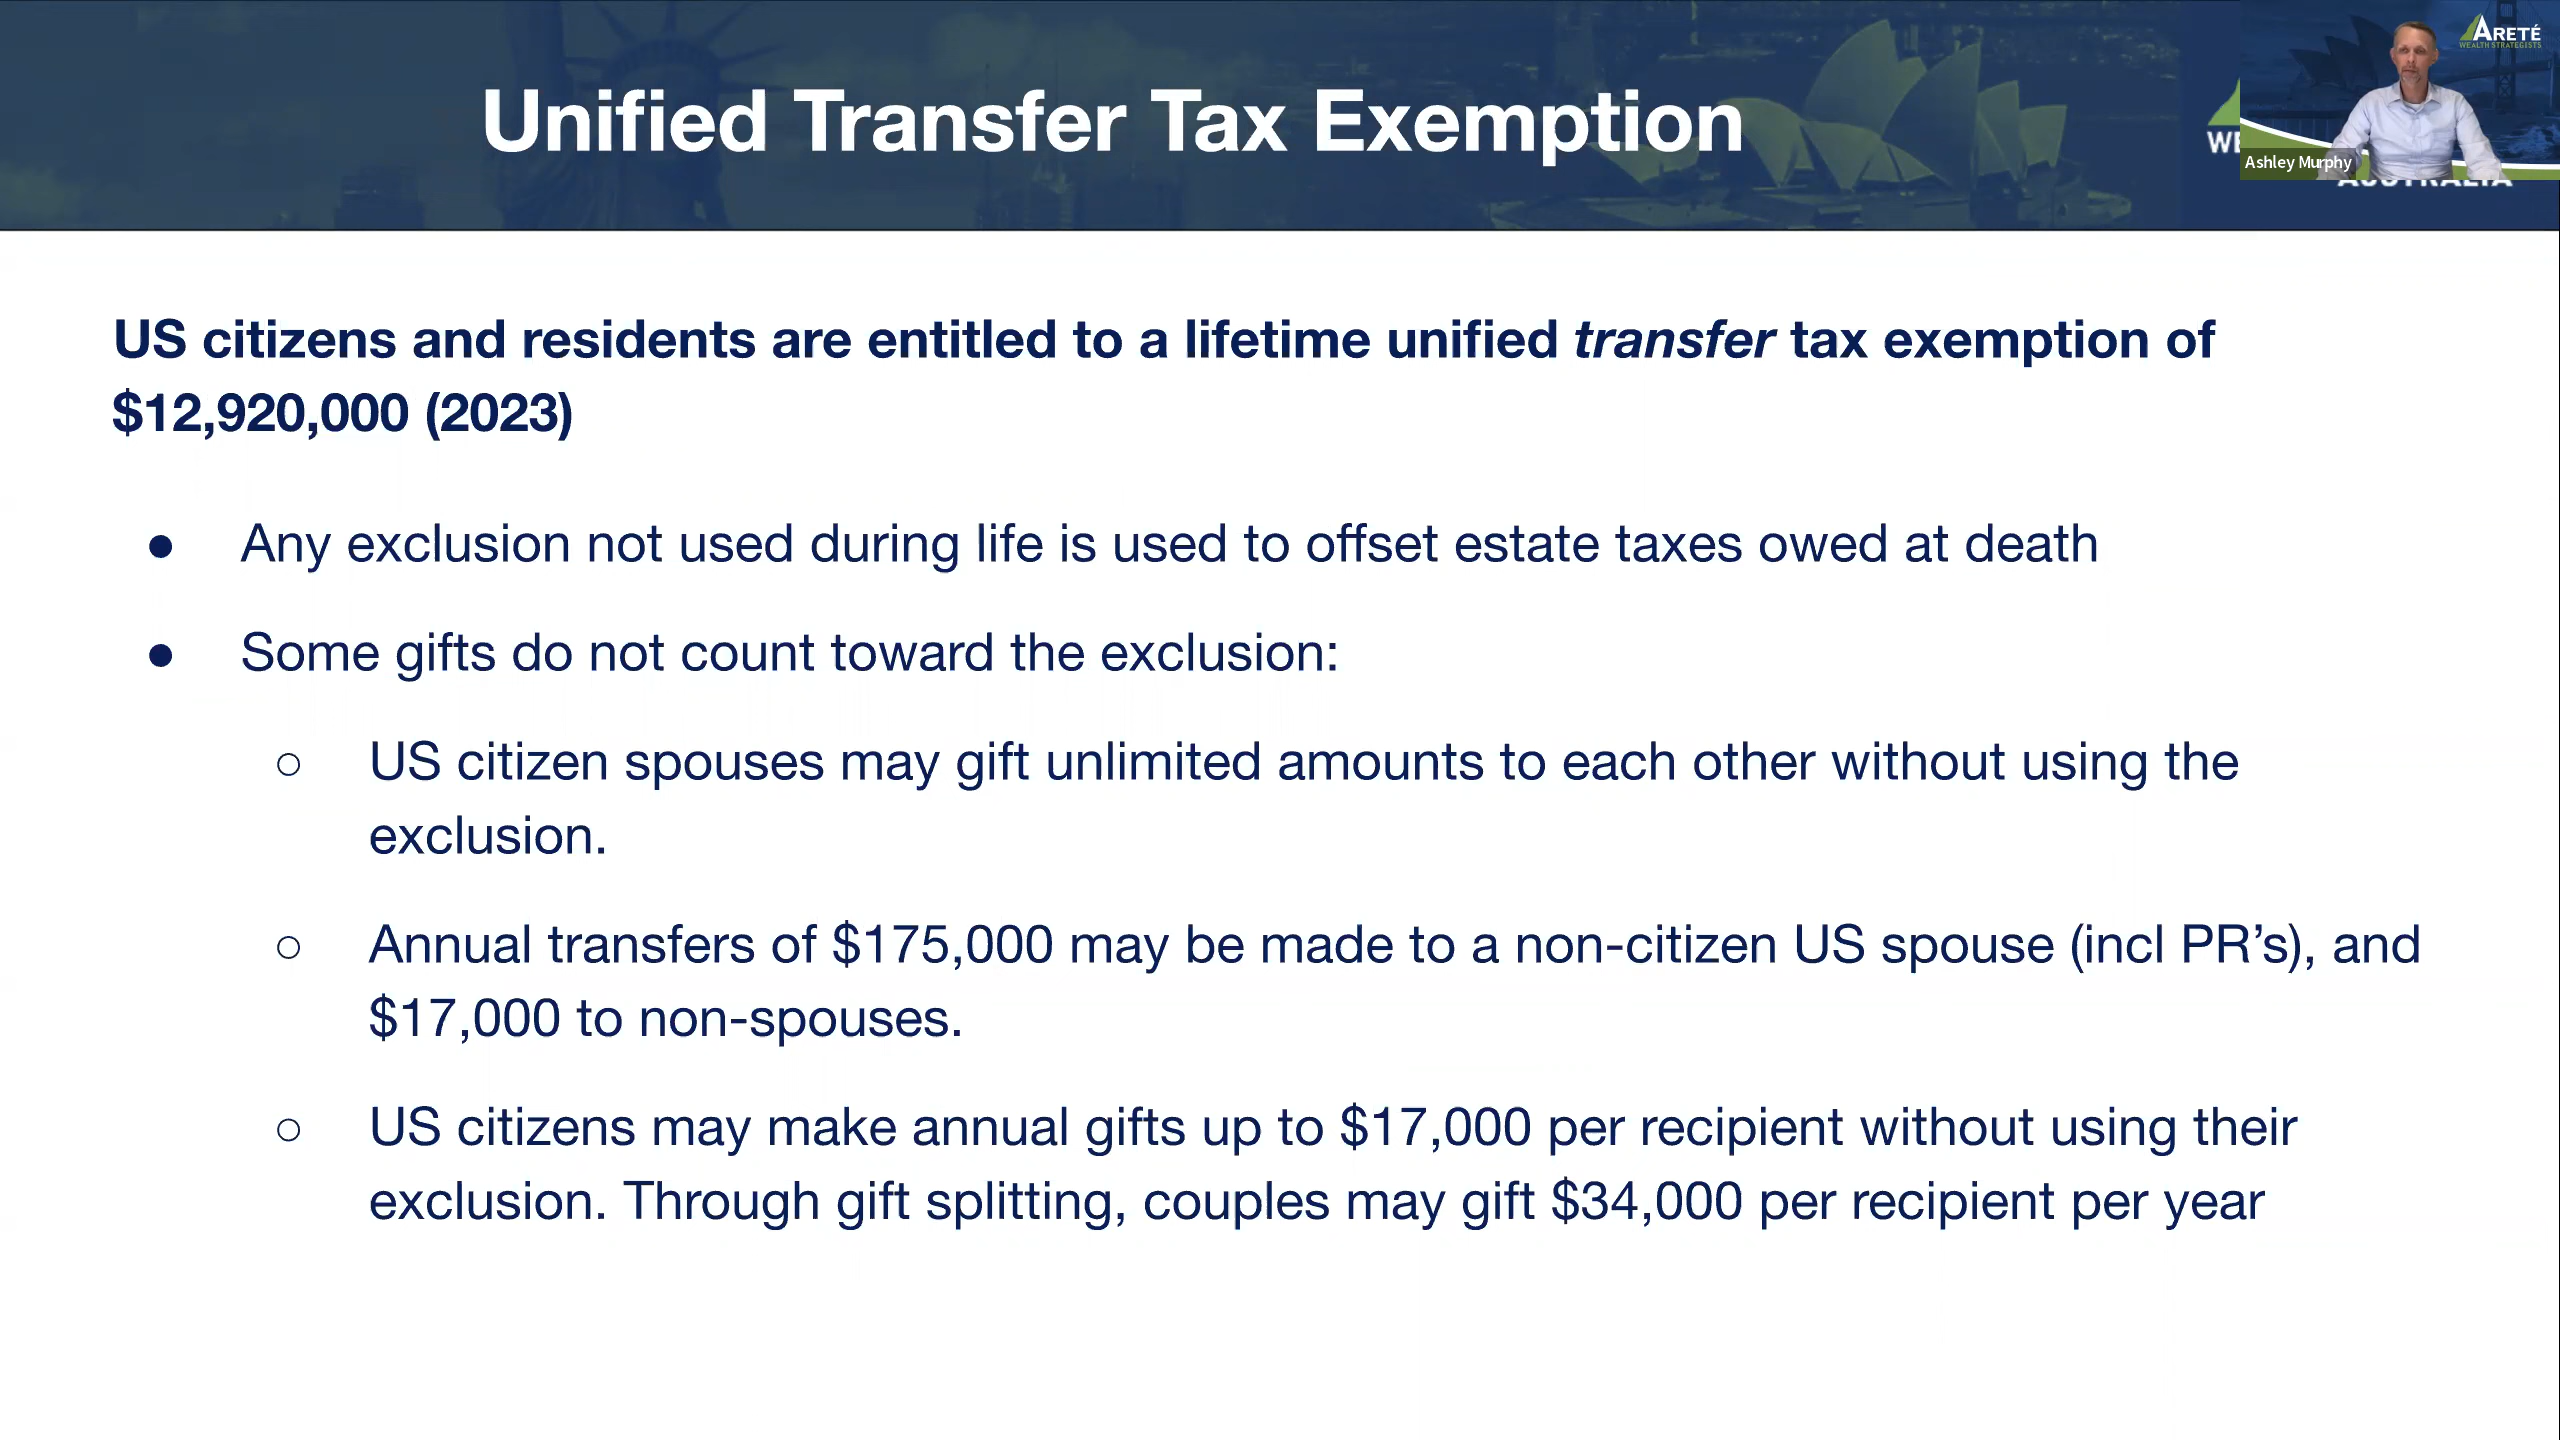 Unified Transfer Tax Exemption
ARETÉ
WEALTH STRATEGISTS
WE
Ashley Murphy
AUSTRALIA
US citizens and residents are entitled to a lifetime unified transfer tax exemption of
$12,920,000 (2023)
● Any exclusion not used during life is used to offset estate taxes owed at death
● Some gifts do not count toward the exclusion:
○ US citizen spouses may gift unlimited amounts to each other without using the
exclusion.
○ Annual transfers of $175,000 may be made to a non-citizen US spouse (incl PR’s), and
$17,000 to non-spouses.
○ US citizens may make annual gifts up to $17,000 per recipient without using their
exclusion. Through gift splitting, couples may gift $34,000 per recipient per year